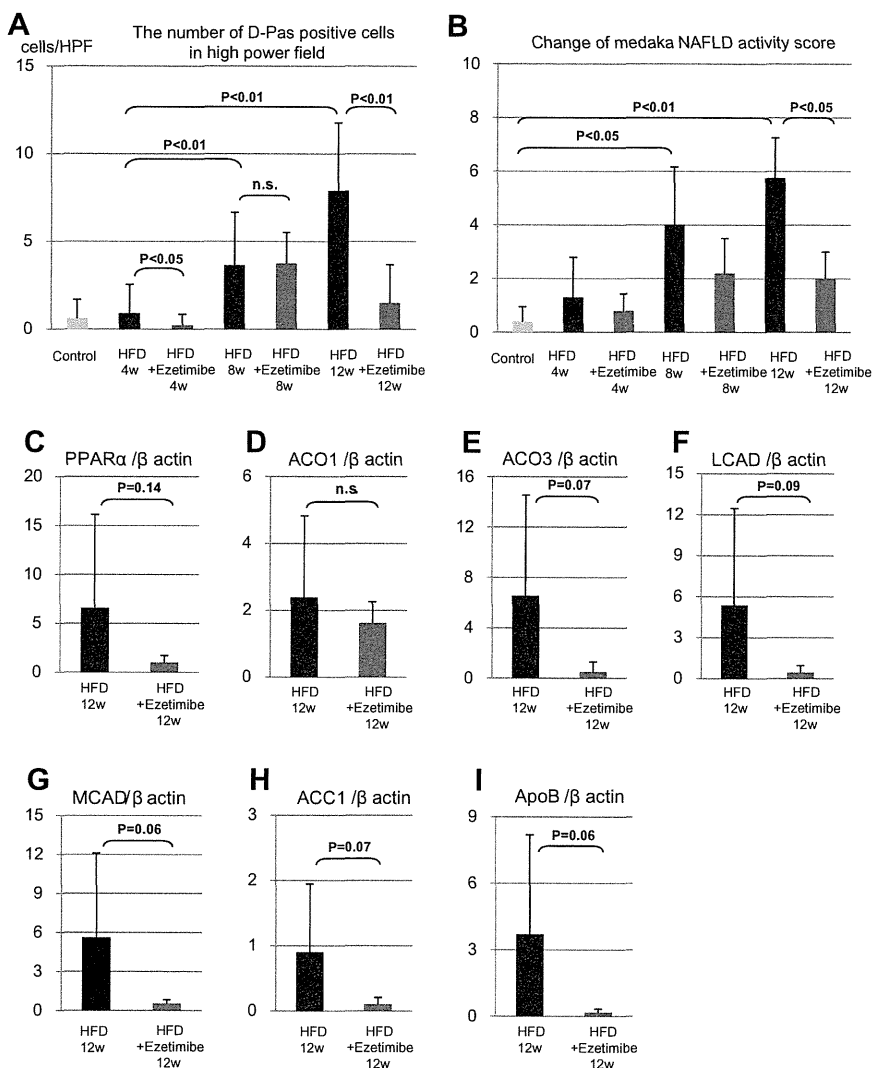 A
The number of D-Pas positive cells
in high power field
cells/HPF
15
10
5
0
P<0.01
P<0.01
P<0.01
n.s.
P<0.05
Control
HFD
4w
HFD
+Ezetimibe
4w
HFD
8w
HFD
+Ezetimibe
8w
HFD
12w
HFD
+Ezetimibe
12w
B
Change of medaka NAFLD activity score
10
8
6
4
2
0
P<0.01
P<0.05
P<0.05
Control
HFD
4w
HFD
+Ezetimibe
4w
HFD
8w
HFD
+Ezetimibe
8w
HFD
12w
HFD
+Ezetimibe
12w
C
PPARα /β actin
20
15
10
5
0
P=0.14
HFD
12w
HFD
+Ezetimibe
12w
D
ACO1 /β actin
6
4
2
0
n.s
HFD
12w
HFD
+Ezetimibe
12w
E
ACO3 /β actin
16
12
8
4
0
P=0.07
HFD
12w
HFD
+Ezetimibe
12w
F
LCAD /β actin
15
12
9
6
3
0
P=0.09
HFD
12w
HFD
+Ezetimibe
12w
G
MCAD/β actin
15
12
9
6
3
0
P=0.06
HFD
12w
HFD
+Ezetimibe
12w
H
ACC1 /β actin
3
2
1
0
P=0.07
HFD
12w
HFD
+Ezetimibe
12w
I
ApoB /β actin
9
6
3
0
P=0.06
HFD
12w
HFD
+Ezetimibe
12w